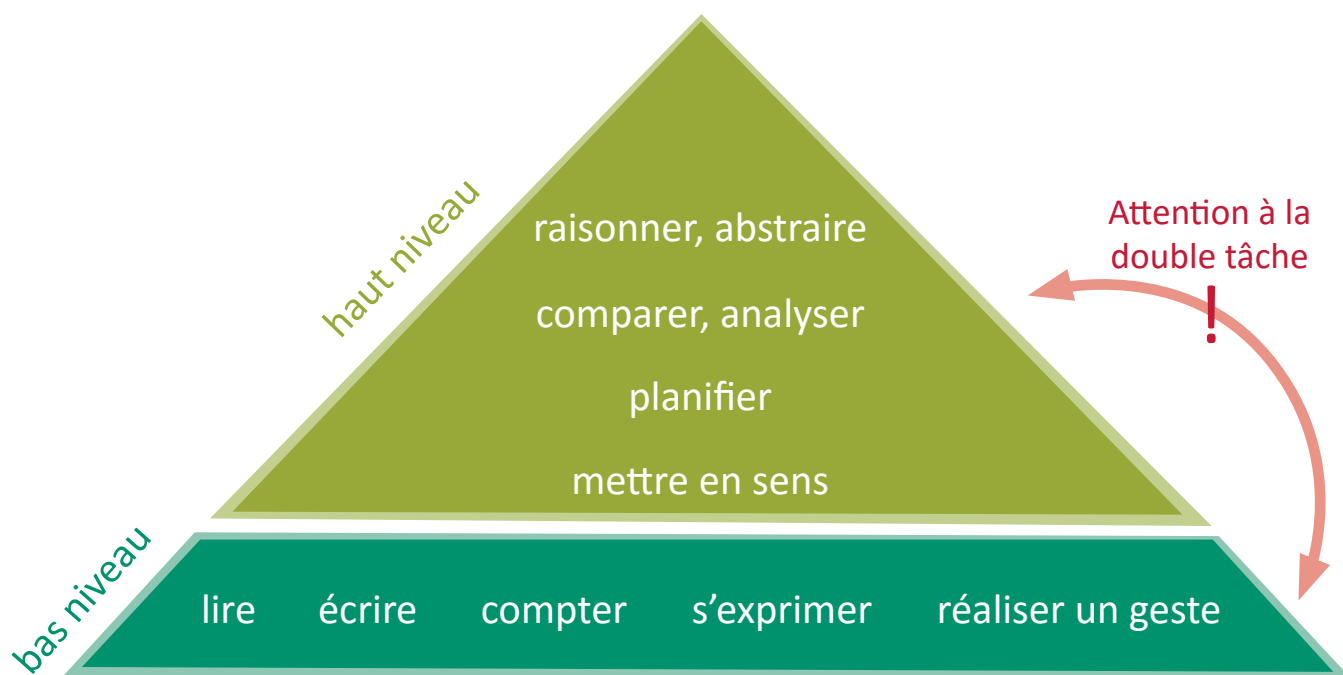 haut niveau
raisonner, abstraire
comparer, analyser
planifier
mettre en sens
Attention à la
double tâche
!
bas niveau
lire écrire compter s’exprimer réaliser un geste